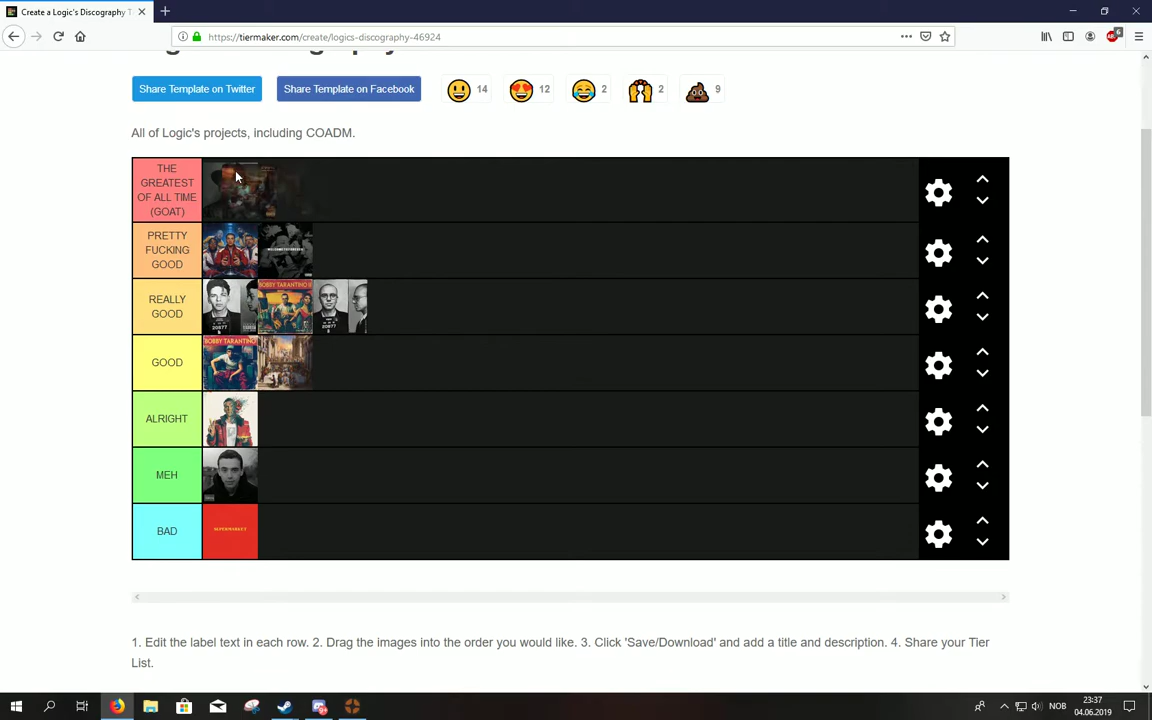 Create a Logic's Discography T
https://tiermaker.com/create/logics-discography-46924
Share Template on Twitter
Share Template on Facebook
14
12
2
2
9
All of Logic's projects, including COADM.
THE
GREATEST
OF ALL TIME
(GOAT)
PRETTY
FUCKING
GOOD
REALLY
GOOD
BOBBY TARANTINO II
20877
20877
GOOD
BOBBY TARANTINO
ALRIGHT
MEH
BAD
SUPERMARKET
1. Edit the label text in each row. 2. Drag the images into the order you would like. 3. Click 'Save/Download' and add a title and description. 4. Share your Tier
List.
NOB
23:37
04.06.2019